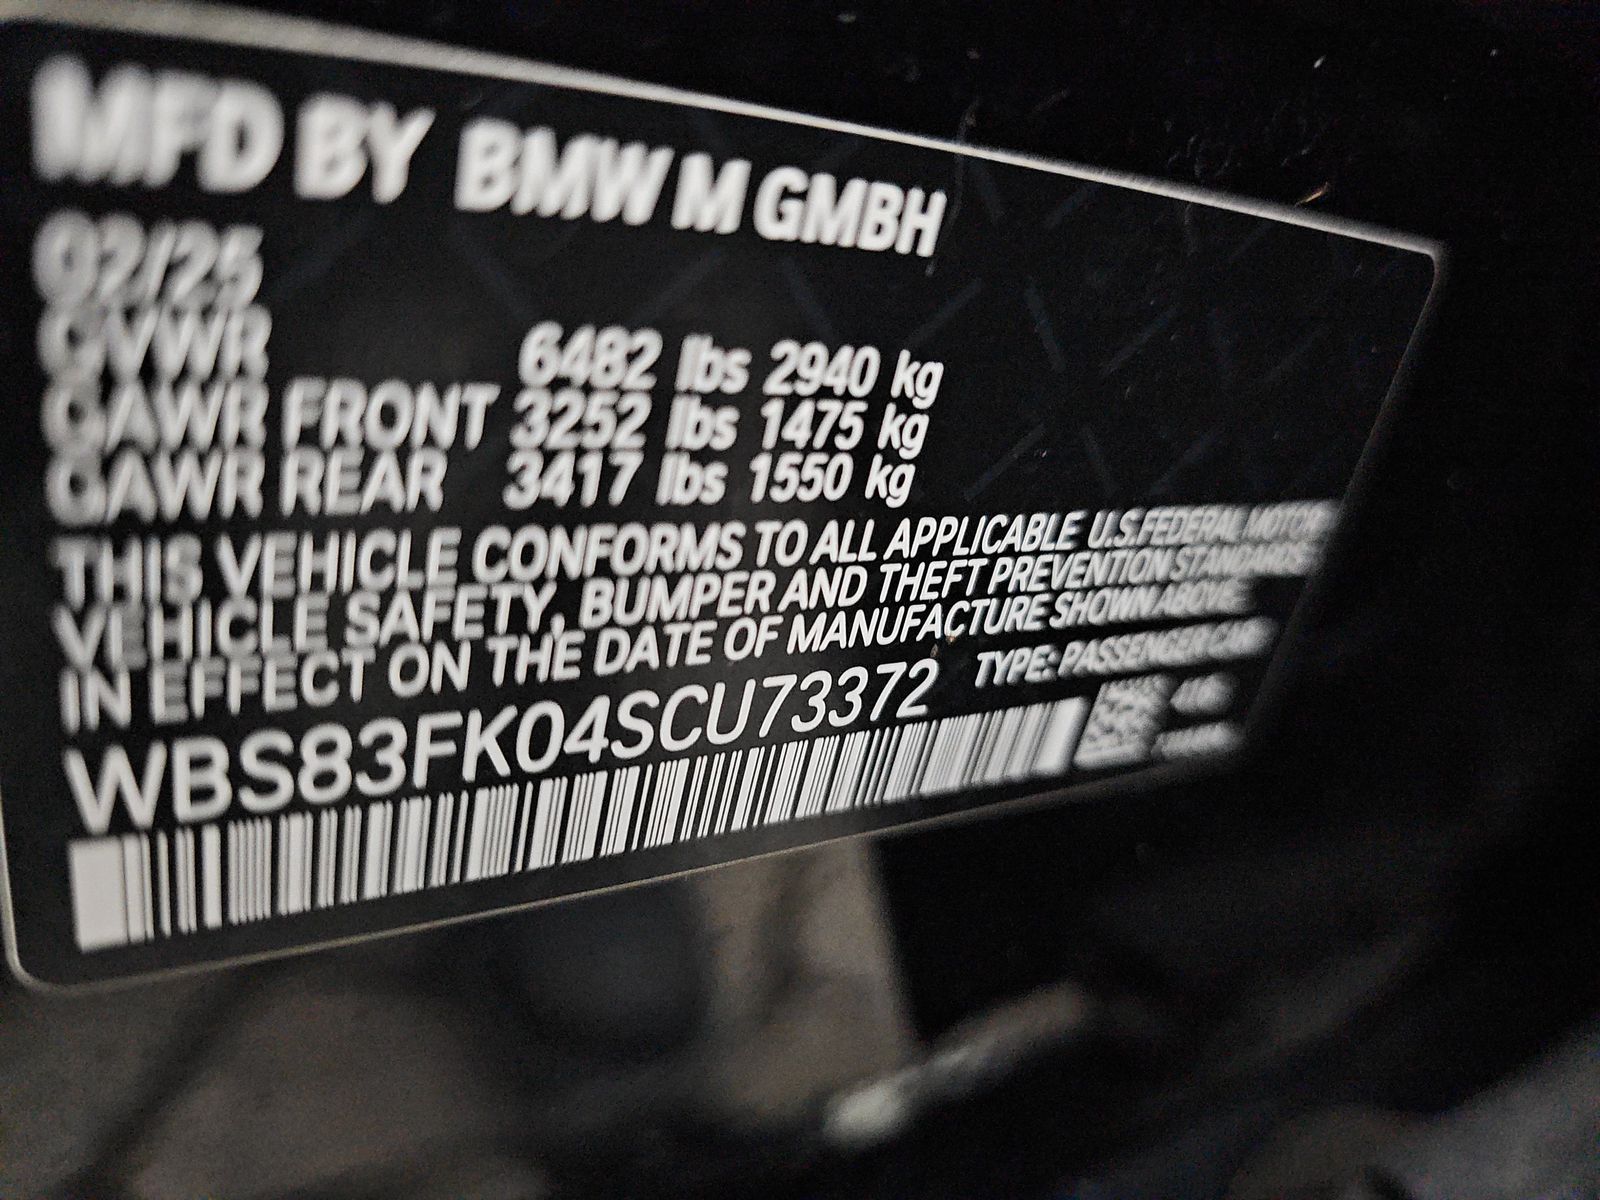 MFD BY BMW M GMBH
02/25
GVWR 6482 lbs 2940 kg
GAWR FRONT 3252 lbs 1475 kg
GAWR REAR 3417 lbs 1550 kg
THIS VEHICLE CONFORMS TO ALL APPLICABLE U.S.FEDERAL MOTOR
VEHICLE SAFETY, BUMPER AND THEFT PREVENTION STANDARDS
IN EFFECT ON THE DATE OF MANUFACTURE SHOWN ABOVE.
WBS83FK04SCU73372 TYPE: PASSENGER CAR